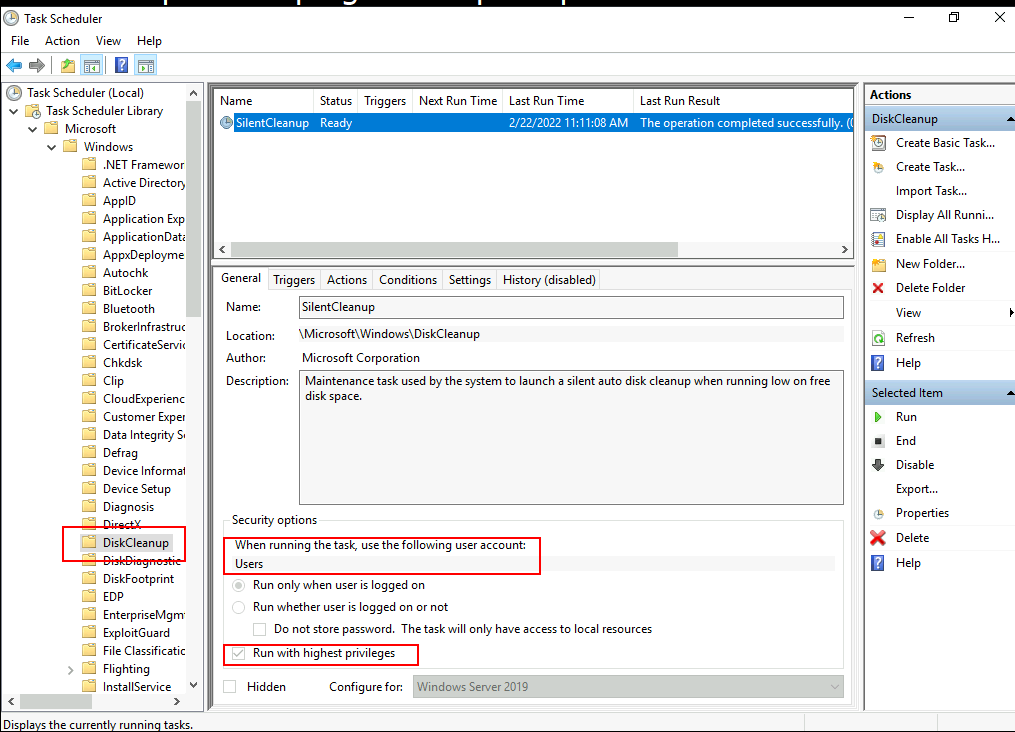 Task Scheduler
File Action View Help
Task Scheduler (Local)
Task Scheduler Library
Microsoft
Windows
.NET Framewor
Active Directory
AppID
Application Exp
ApplicationData
AppxDeployme
Autochk
BitLocker
Bluetooth
BrokerInfrastruc
CertificateServic
Chkdsk
Clip
CloudExperienc
Customer Exper
Data Integrity S
Defrag
Device Informat
Device Setup
Diagnosis
DirectX
DiskCleanup
DiskDiagnostic
DiskFootprint
EDP
EnterpriseMgmt
ExploitGuard
File Classificatio
Flighting
InstallService
Name Status Triggers Next Run Time Last Run Time Last Run Result
SilentCleanup Ready 2/22/2022 11:11:08 AM The operation completed successfully. (0
General Triggers Actions Conditions Settings History (disabled)
Name: SilentCleanup
Location: \Microsoft\Windows\DiskCleanup
Author: Microsoft Corporation
Description: Maintenance task used by the system to launch a silent auto disk cleanup when running low on free
disk space.
Security options
When running the task, use the following user account:
Users
Run only when user is logged on
Run whether user is logged on or not
Do not store password. The task will only have access to local resources
Run with highest privileges
Hidden Configure for: Windows Server 2019
Actions
DiskCleanup
Create Basic Task...
Create Task...
Import Task...
Display All Runni...
Enable All Tasks H...
New Folder...
Delete Folder
View
Refresh
Help
Selected Item
Run
End
Disable
Export...
Properties
Delete
Help
Displays the currently running tasks.